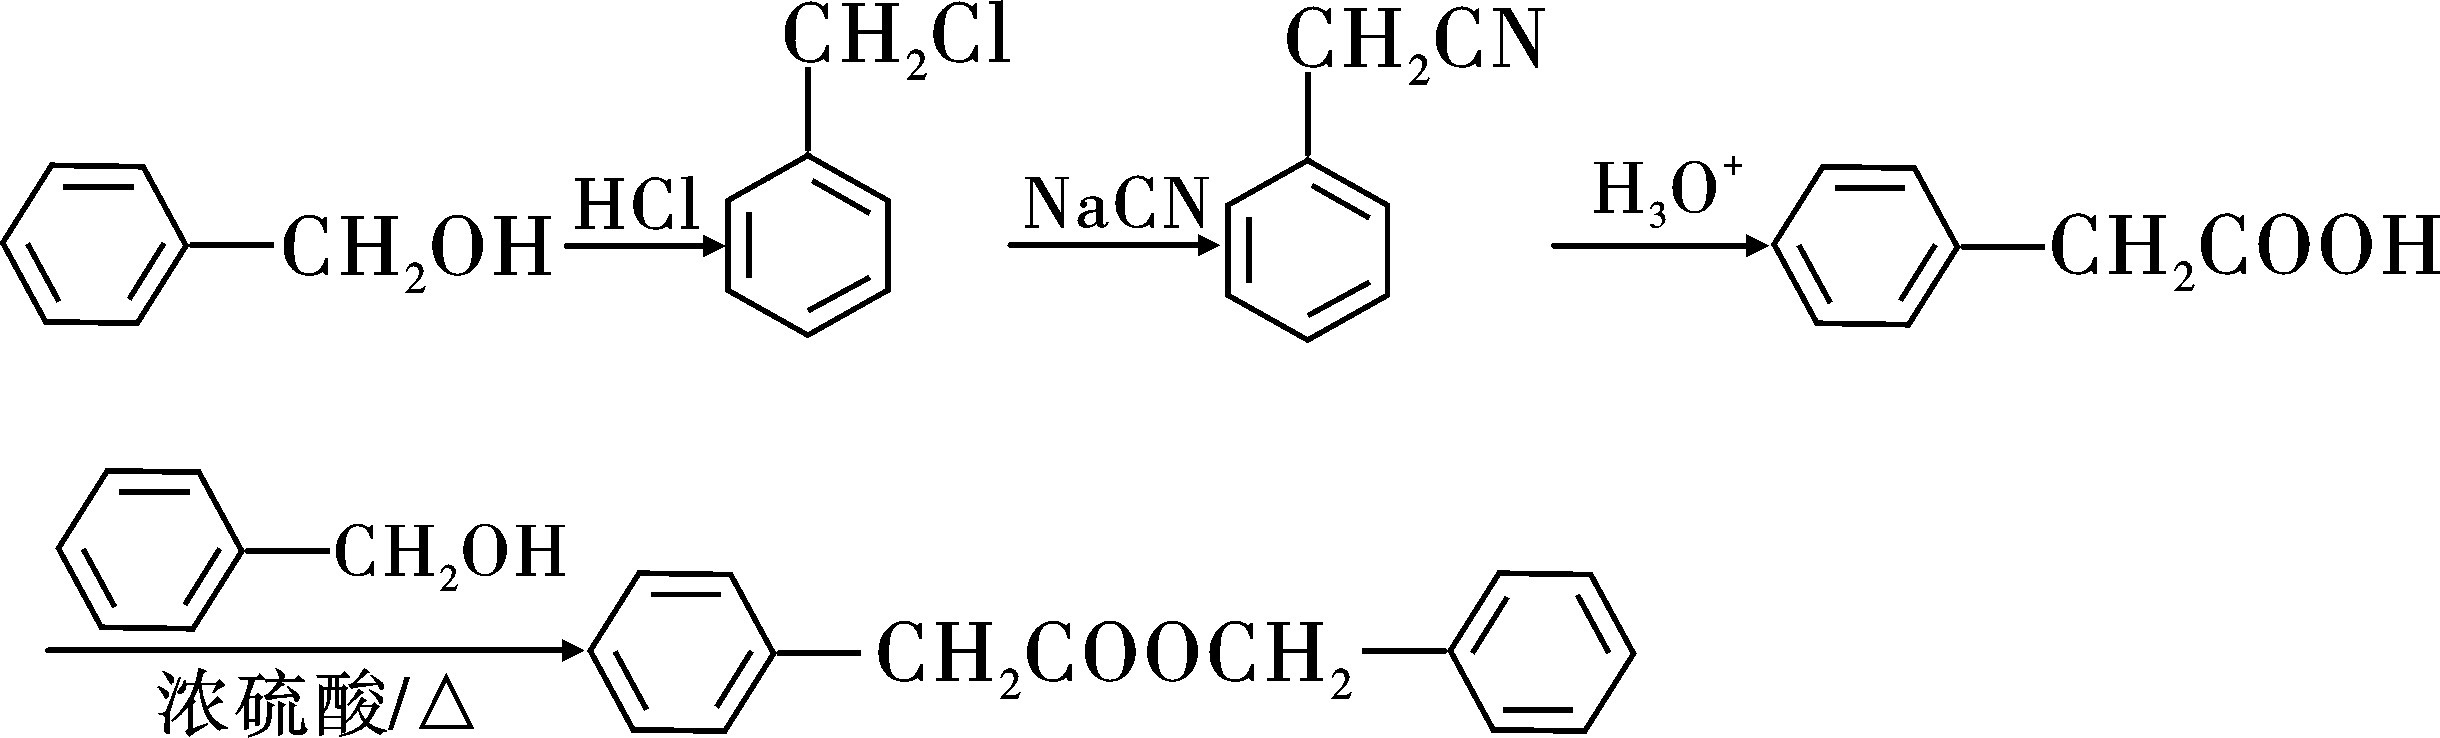 CH₂Cl CH₂CN
CH₂OH HCl NaCN H₃O⁺ CH₂COOH
CH₂OH
浓硫酸/△ CH₂COOCH₂